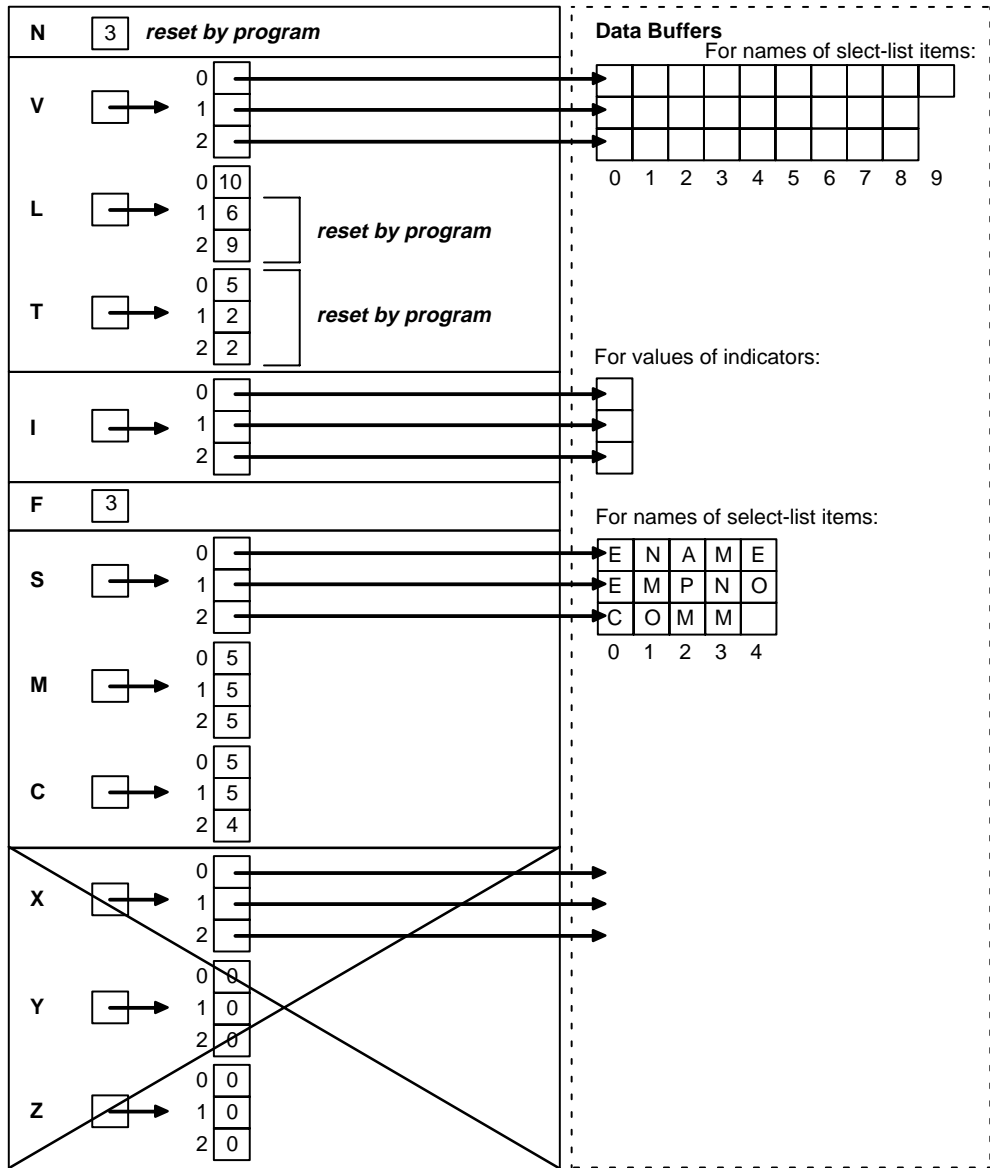 N 3 reset by program
Data Buffers
For names of slect-list items:
V
0
1
2
0 1 2 3 4 5 6 7 8 9
L
0 10
1 6
2 9
reset by program
T
0 5
1 2
2 2
reset by program
For values of indicators:
I
0
1
2
F 3
For names of select-list items:
S
0
1
2
E N A M E
E M P N O
C O M M
0 1 2 3 4
M
0 5
1 5
2 5
C
0 5
1 5
2 4
X
0
1
2
Y
0 0
1 0
2 0
Z
0 0
1 0
2 0